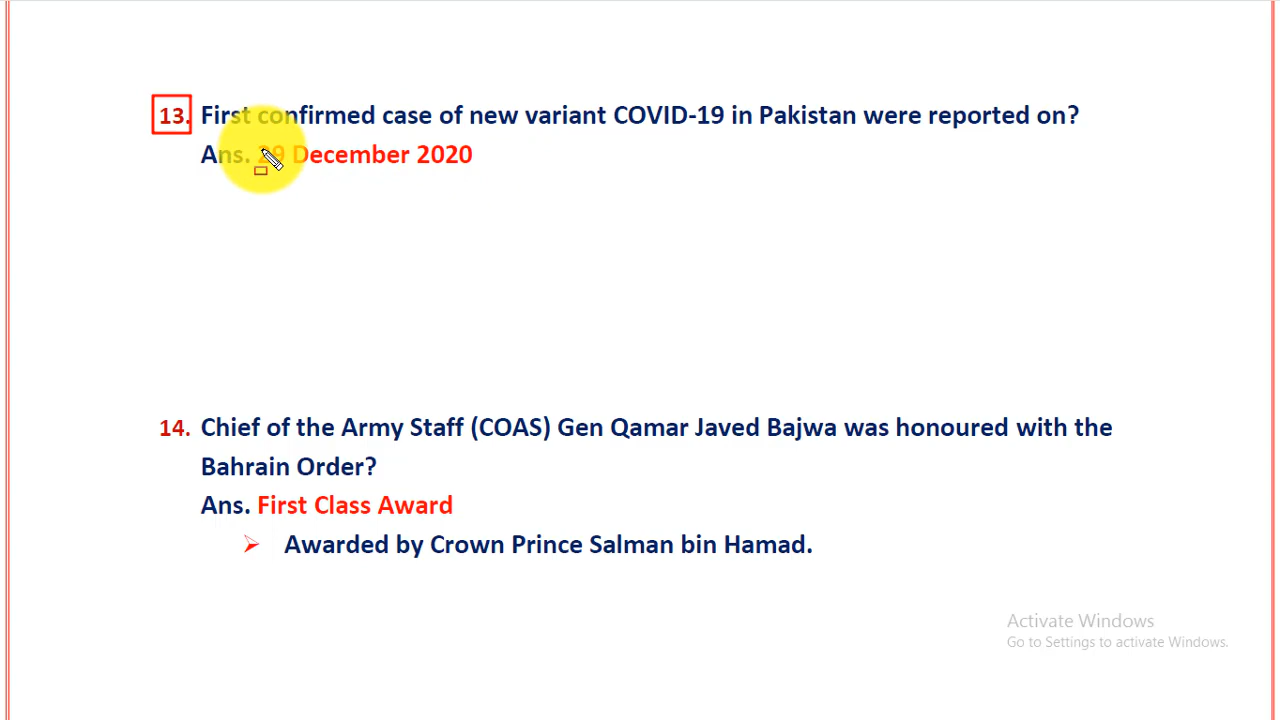 13. First confirmed case of new variant COVID-19 in Pakistan were reported on?
Ans. 29 December 2020
14. Chief of the Army Staff (COAS) Gen Qamar Javed Bajwa was honoured with the
Bahrain Order?
Ans. First Class Award
➢ Awarded by Crown Prince Salman bin Hamad.
Activate Windows
Go to Settings to activate Windows.